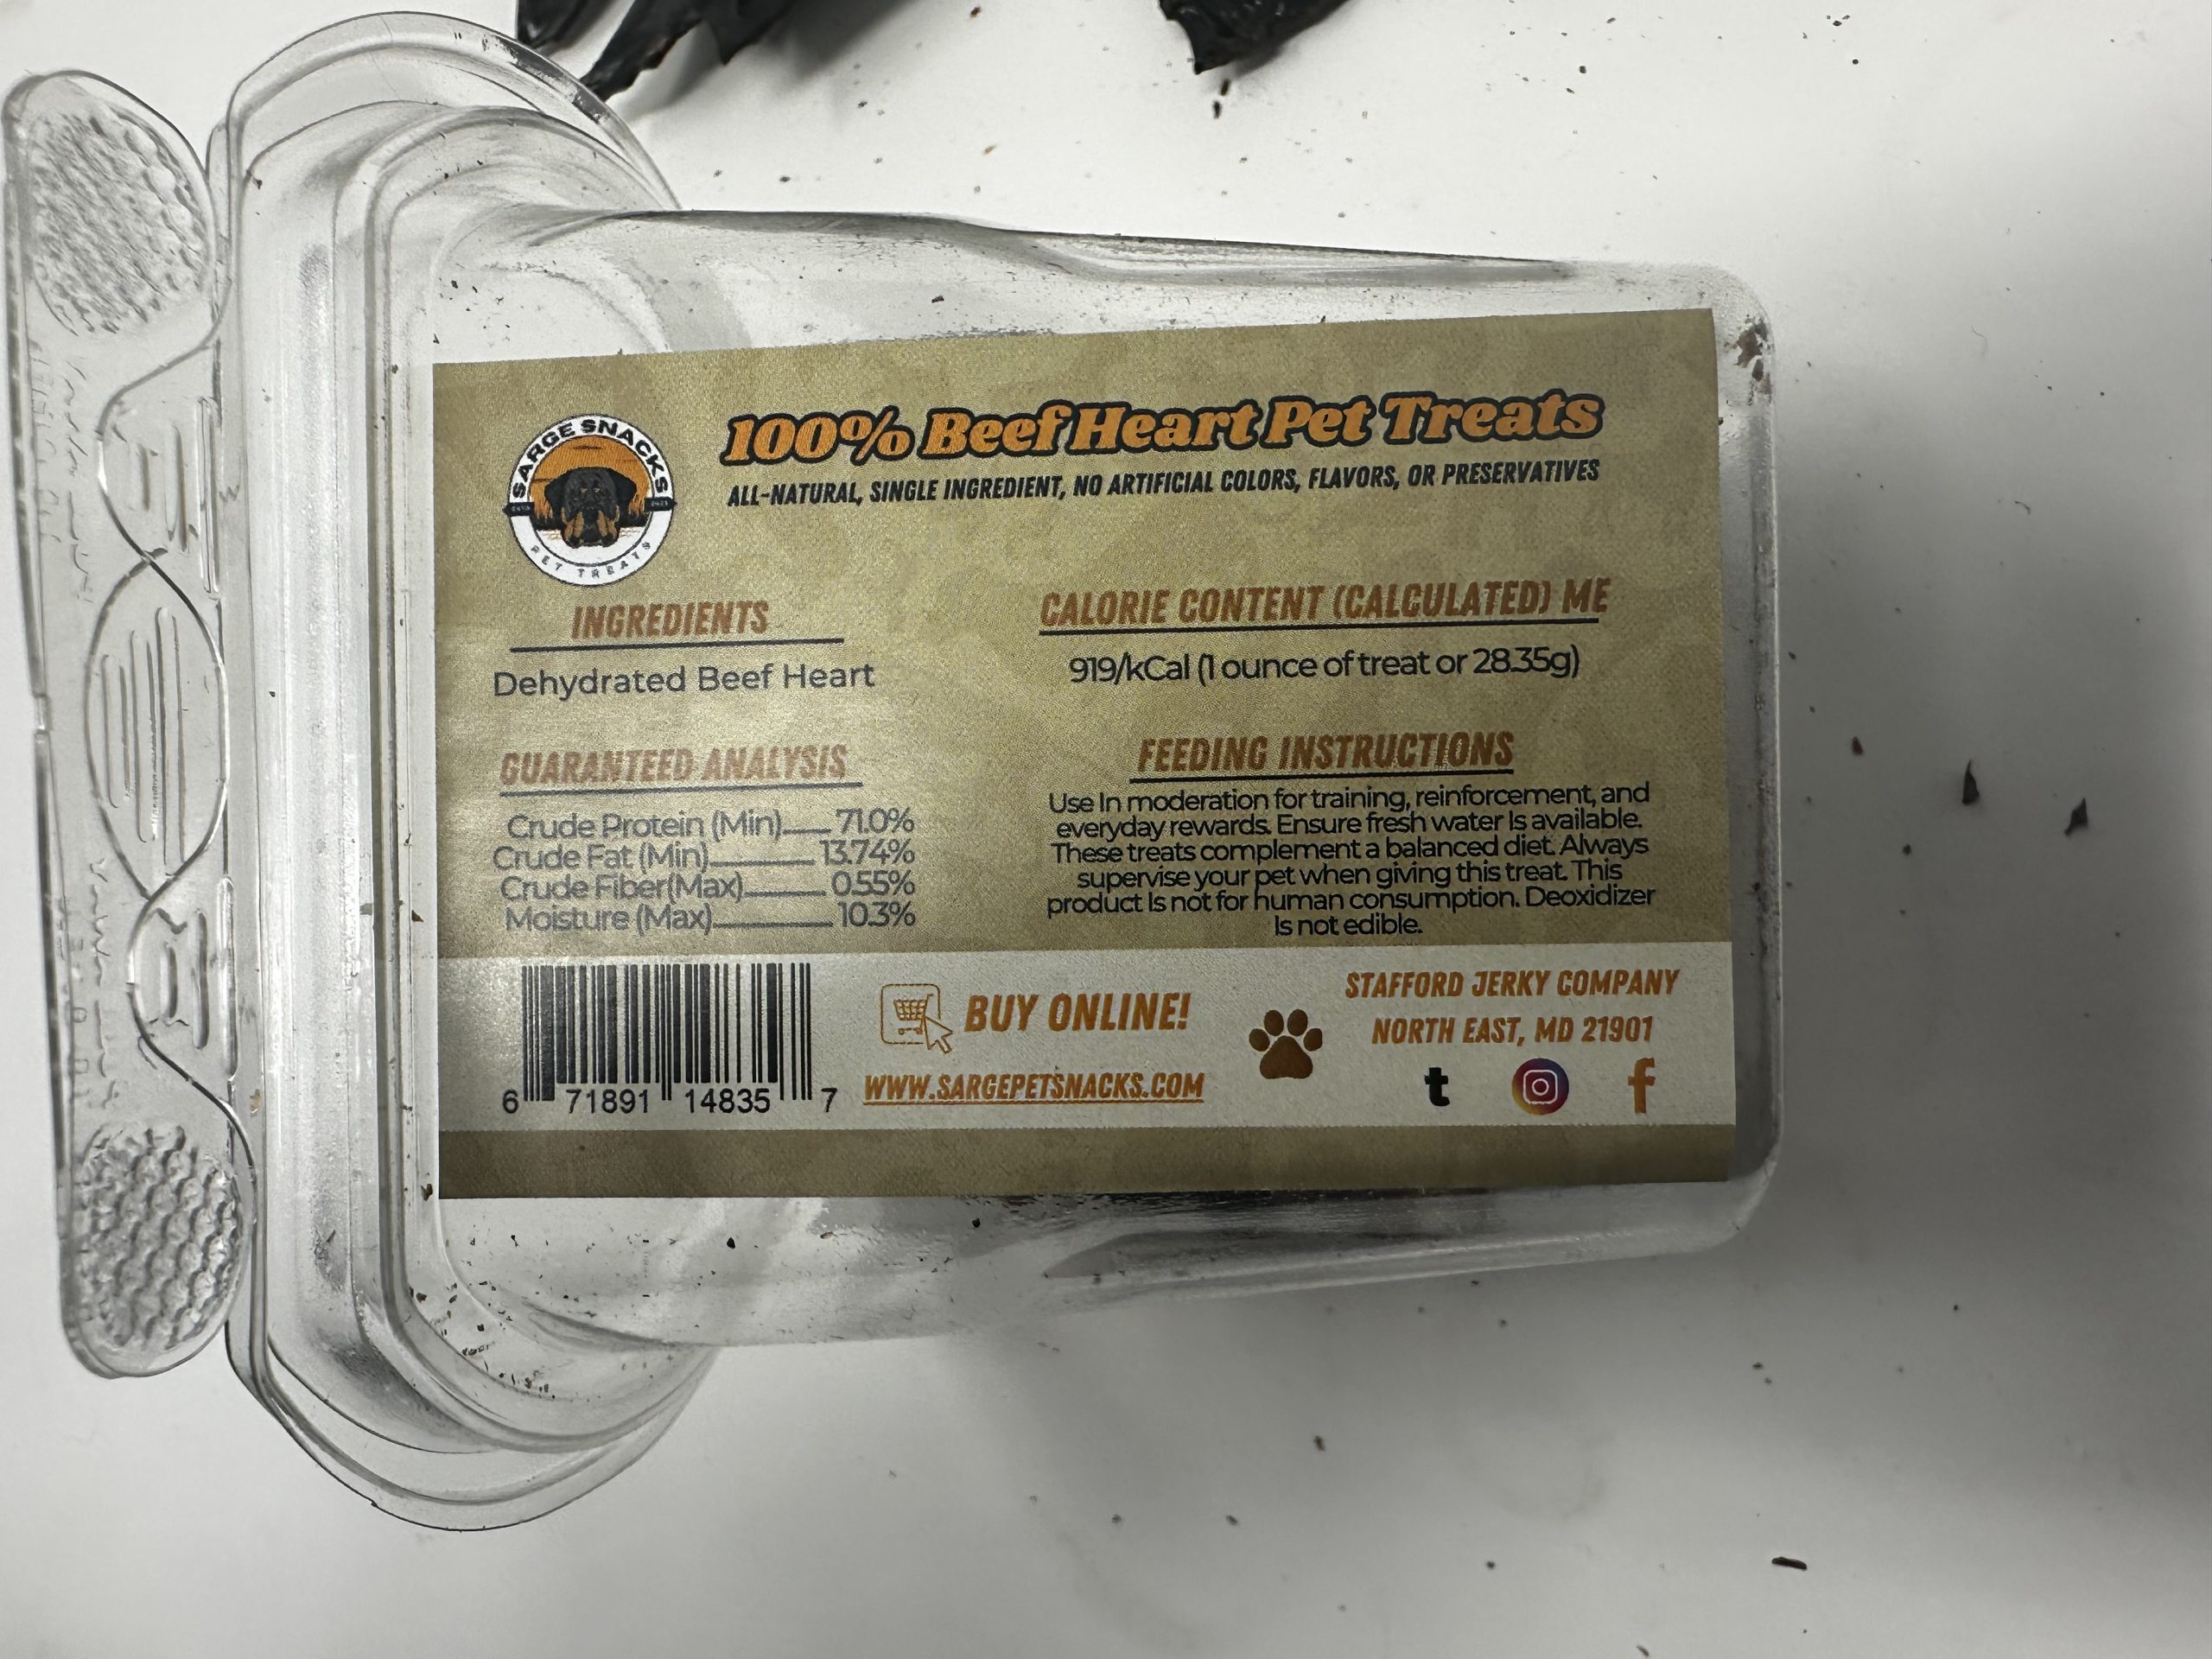 SARGE SNACKS
PET TREATS
100% Beef Heart Pet Treats
ALL-NATURAL, SINGLE INGREDIENT, NO ARTIFICIAL COLORS, FLAVORS, OR PRESERVATIVES
INGREDIENTS
Dehydrated Beef Heart
GUARANTEED ANALYSIS
Crude Protein (Min)___71.0%
Crude Fat (Min)______13.74%
Crude Fiber(Max)_____0.55%
Moisture (Max)_______10.3%
CALORIE CONTENT (CALCULATED) ME
919/kCal (1 ounce of treat or 28.35g)
FEEDING INSTRUCTIONS
Use In moderation for training, reinforcement, and
everyday rewards. Ensure fresh water Is available.
These treats complement a balanced diet. Always
supervise your pet when giving this treat. This
product Is not for human consumption. Deoxidizer
Is not edible.
6 71891 14835 7
BUY ONLINE!
WWW.SARGEPETSNACKS.COM
STAFFORD JERKY COMPANY
NORTH EAST, MD 21901